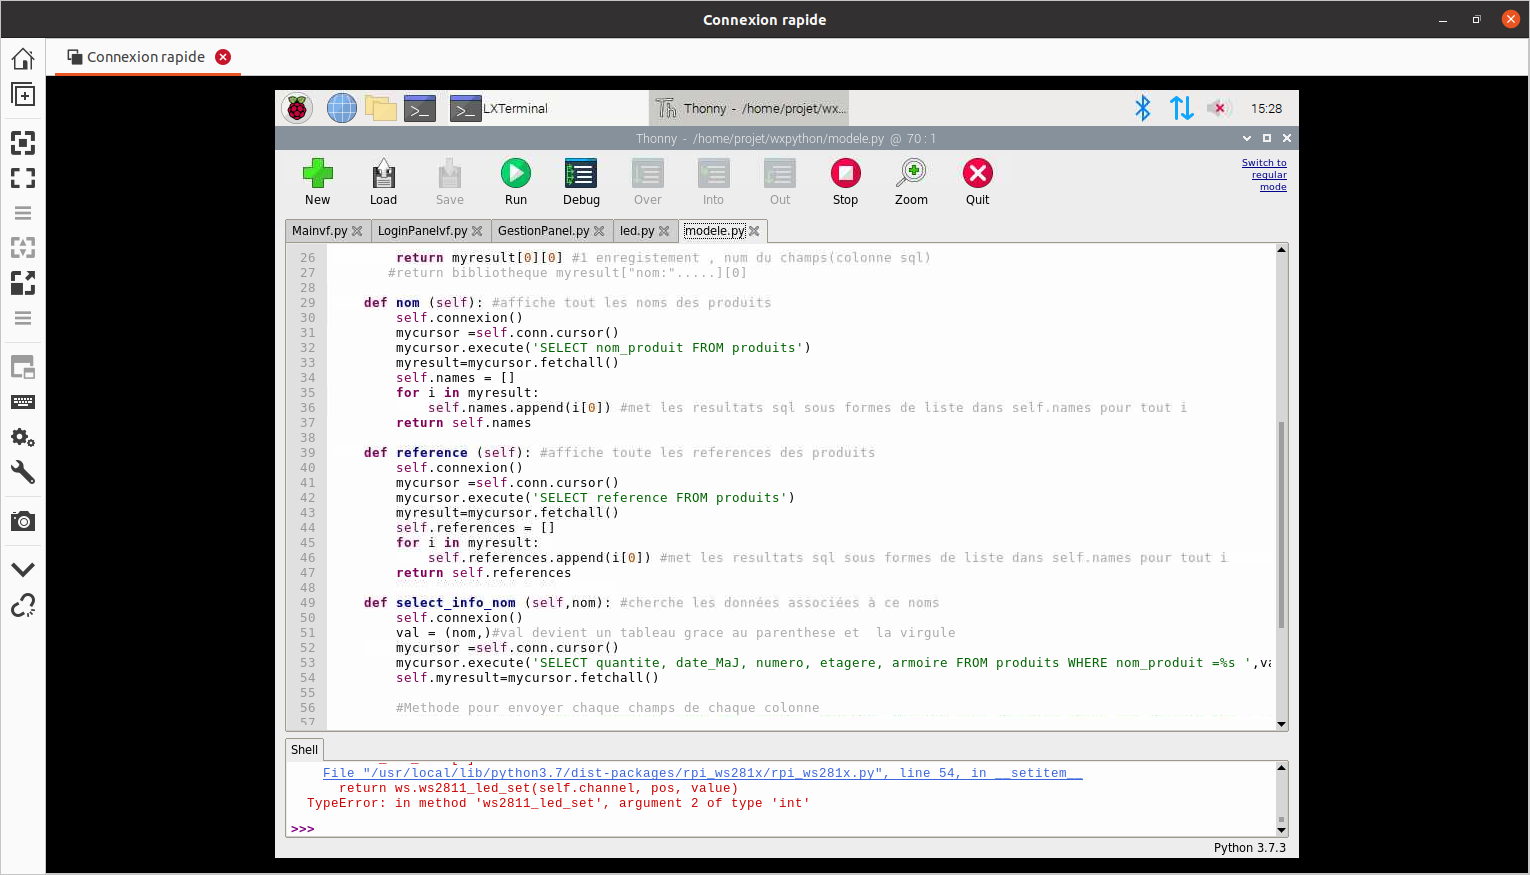 Connexion rapide
Connexion rapide
LXTerminal
Thonny - /home/projet/wx...
15:28
Thonny - /home/projet/wxpython/modele.py @ 70 : 1
New
Load
Save
Run
Debug
Over
Into
Out
Stop
Zoom
Quit
Switch to
regular
mode
Mainvf.py
LoginPanelvf.py
GestionPanel.py
led.py
modele.py
26 return myresult[0][0] #1 enregistement , num du champs(colonne sql)
27 #return bibliotheque myresult["nom:".....][0]
28
29 def nom (self): #affiche tout les noms des produits
30 self.connexion()
31 mycursor =self.conn.cursor()
32 mycursor.execute('SELECT nom_produit FROM produits')
33 myresult=mycursor.fetchall()
34 self.names = []
35 for i in myresult:
36 self.names.append(i[0]) #met les resultats sql sous formes de liste dans self.names pour tout i
37 return self.names
38
39 def reference (self): #affiche toute les references des produits
40 self.connexion()
41 mycursor =self.conn.cursor()
42 mycursor.execute('SELECT reference FROM produits')
43 myresult=mycursor.fetchall()
44 self.references = []
45 for i in myresult:
46 self.references.append(i[0]) #met les resultats sql sous formes de liste dans self.names pour tout i
47 return self.references
48
49 def select_info_nom (self,nom): #cherche les données associées à ce noms
50 self.connexion()
51 val = (nom,)#val devient un tableau grace au parenthese et  la virgule
52 mycursor =self.conn.cursor()
53 mycursor.execute('SELECT quantite, date_MaJ, numero, etagere, armoire FROM produits WHERE nom_produit =%s ',va
54 self.myresult=mycursor.fetchall()
55
56 #Methode pour envoyer chaque champs de chaque colonne
57
Shell
File "/usr/local/lib/python3.7/dist-packages/rpi_ws281x/rpi_ws281x.py", line 54, in __setitem__
return ws.ws2811_led_set(self.channel, pos, value)
TypeError: in method 'ws2811_led_set', argument 2 of type 'int'
>>>
Python 3.7.3